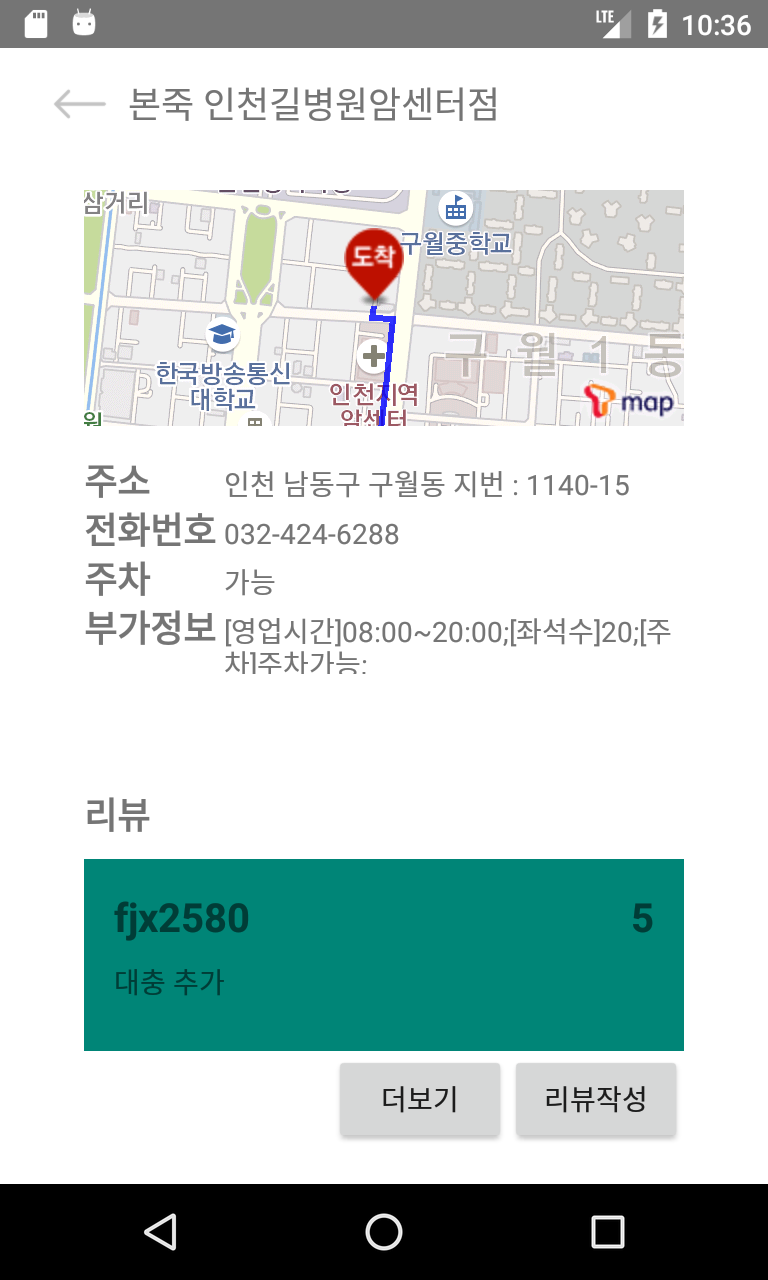 LTE
10:36
본죽 인천길병원암센터점
삼거리
도착
구월중학교
구 월 1 동
한국방송통신
대학교
인천지역
암센터
원
T map
주소 인천 남동구 구월동 지번 : 1140-15
전화번호 032-424-6288
주차 가능
부가정보 [영업시간]08:00~20:00;[좌석수]20;[주
차]주차가능;
리뷰
fjx2580 5
대충 추가
더보기 리뷰작성